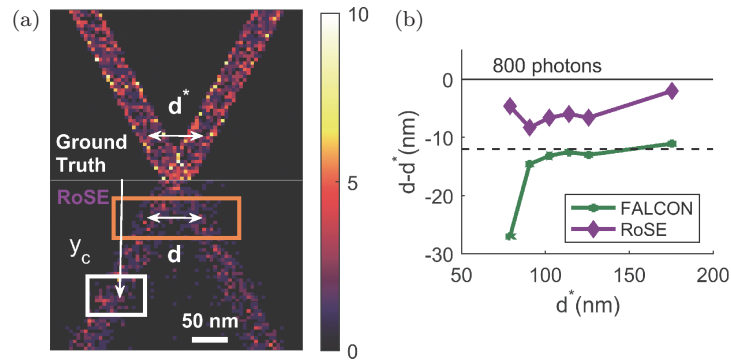 (a)
10
5
0
d*
Ground
Truth
RoSE
d
y_c
50 nm
(b)
800 photons
0
-10
-20
-30
d-d*(nm)
FALCON
RoSE
50
100
150
200
d*(nm)